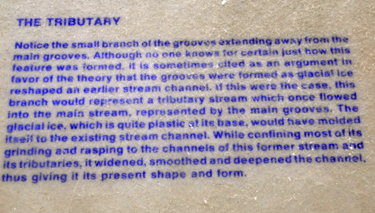 THE TRIBUTARY
Notice the small branch of the grooves extending away from the
main grooves. Although no one knows for certain just how this
feature was formed, it is sometimes cited as an argument in
favor of the theory that the grooves were formed as glacial ice
reshaped an earlier stream channel. If this were the case, this
branch would represent a tributary stream which once flowed
into the main stream, represented by the main grooves. The
glacial ice, which is quite plastic at its base, would have molded
itself to the existing stream channel. While confining most of its
grinding and rasping to the channels of this former stream and
its tributaries, it widened, smoothed and deepened the channel,
thus giving it its present shape and form.